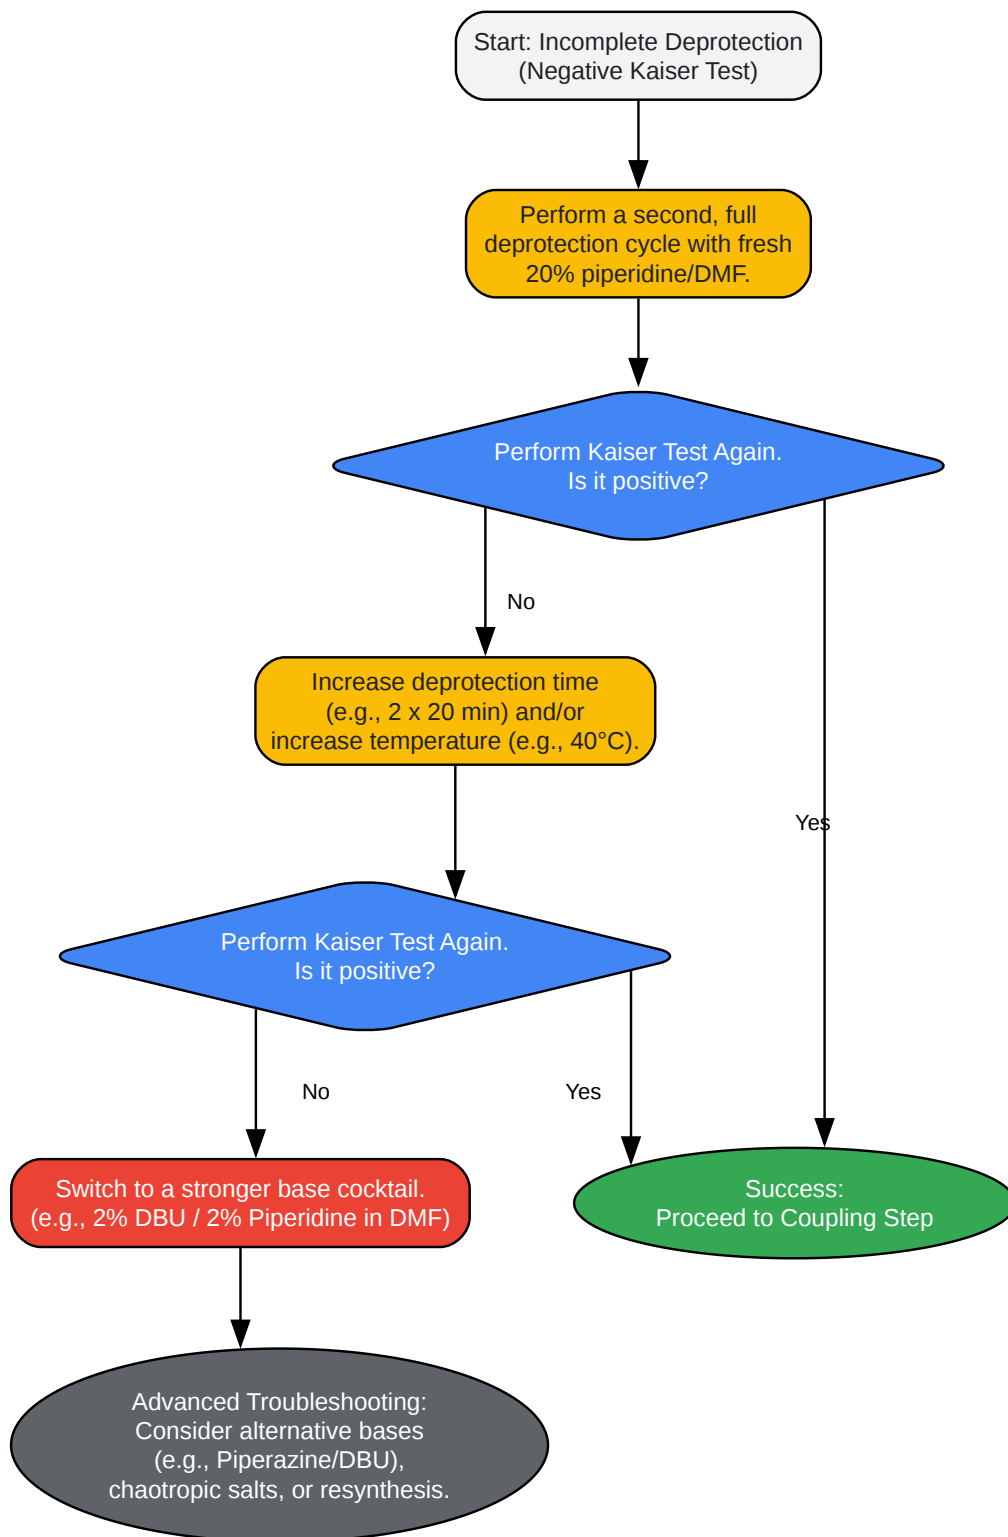 Start: Incomplete Deprotection
(Negative Kaiser Test)
Perform a second, full
deprotection cycle with fresh
20% piperidine/DMF.
Perform Kaiser Test Again.
Is it positive?
No
Increase deprotection time
(e.g., 2 x 20 min) and/or
increase temperature (e.g., 40°C).
Yes
Perform Kaiser Test Again.
Is it positive?
No
Yes
Switch to a stronger base cocktail.
(e.g., 2% DBU / 2% Piperidine in DMF)
Success:
Proceed to Coupling Step
Advanced Troubleshooting:
Consider alternative bases
(e.g., Piperazine/DBU),
chaotropic salts, or resynthesis.